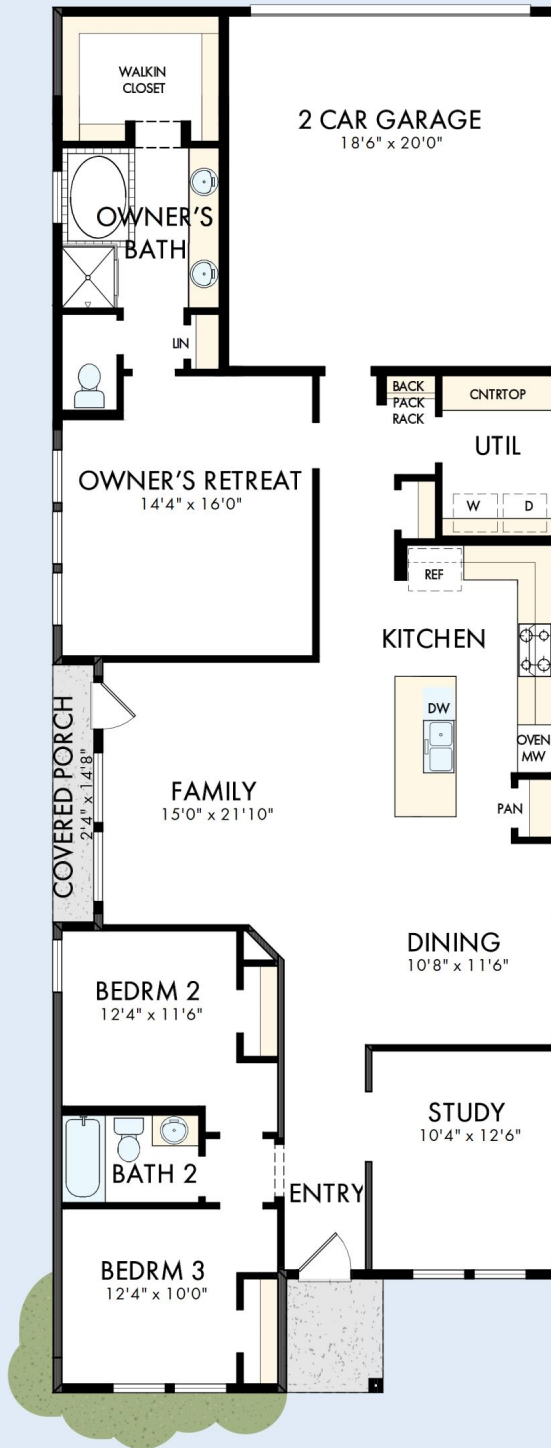 WALKIN
CLOSET
2 CAR GARAGE
18'6" x 20'0"
OWNER'S
BATH
LIN
BACK
PACK
RACK
CNTRTOP
UTIL
W
D
OWNER'S RETREAT
14'4" x 16'0"
REF
KITCHEN
DW
OVEN
MW
PAN
COVERED PORCH
2'4" x 14'8"
FAMILY
15'0" x 21'10"
DINING
10'8" x 11'6"
BEDRM 2
12'4" x 11'6"
STUDY
10'4" x 12'6"
BATH 2
ENTRY
BEDRM 3
12'4" x 10'0"